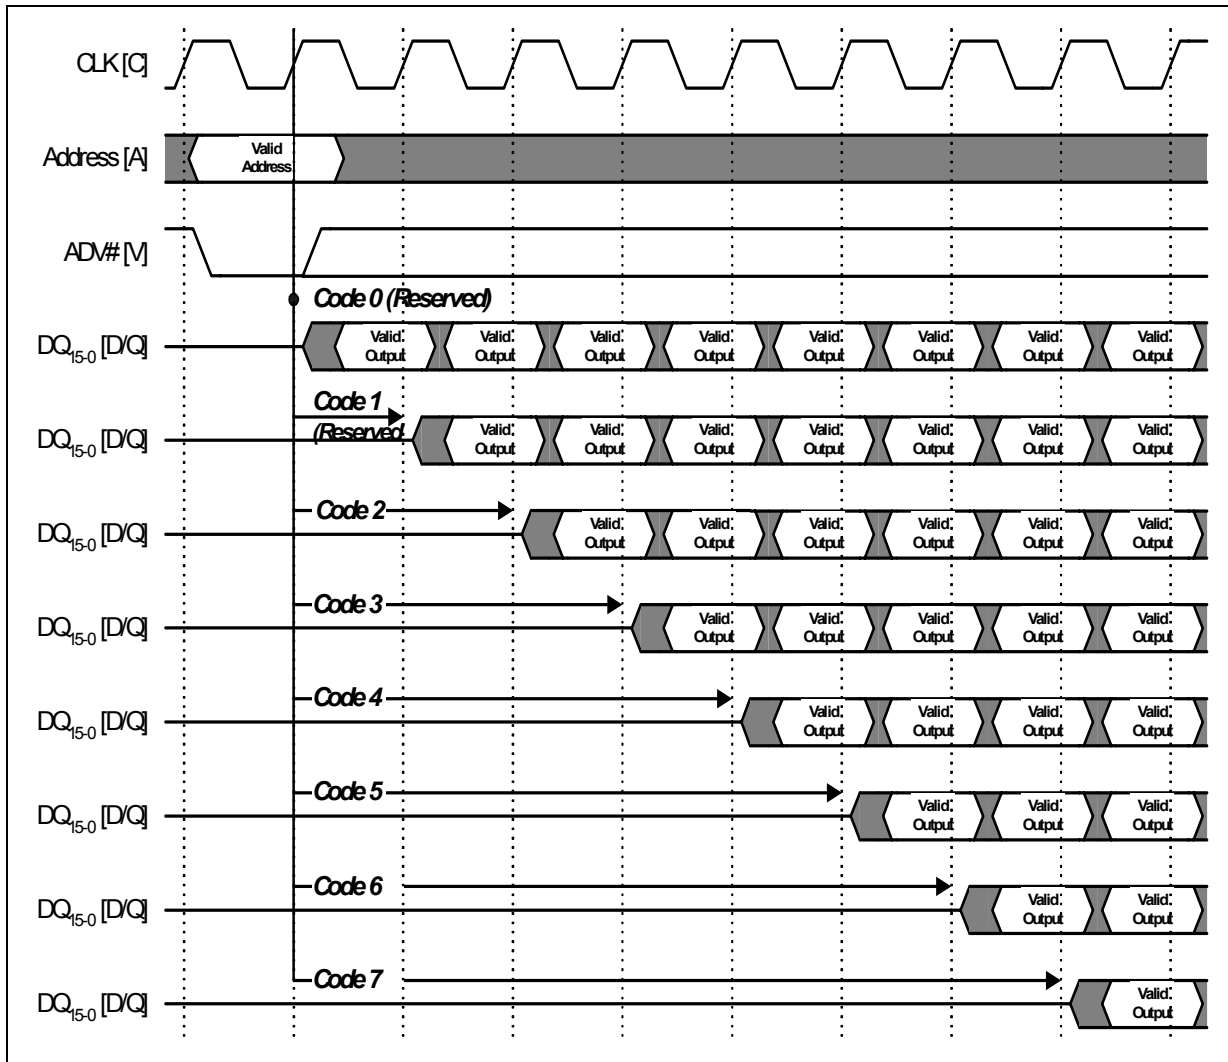 CLK [C]
Address [A]
Valid
Address
ADV# [V]
Code 0 (Reserved)
DQ15-0 [D/Q]
Valid Valid Valid Valid Valid Valid Valid Valid
Output Output Output Output Output Output Output Output
Code 1
(Reserved
DQ15-0 [D/Q]
Valid Valid Valid Valid Valid Valid Valid
Output Output Output Output Output Output Output
Code 2
DQ15-0 [D/Q]
Valid Valid Valid Valid Valid Valid
Output Output Output Output Output Output
Code 3
DQ15-0 [D/Q]
Valid Valid Valid Valid Valid
Output Output Output Output Output
Code 4
DQ15-0 [D/Q]
Valid Valid Valid Valid
Output Output Output Output
Code 5
DQ15-0 [D/Q]
Valid Valid Valid
Output Output Output
Code 6
DQ15-0 [D/Q]
Valid Valid
Output Output
Code 7
DQ15-0 [D/Q]
Valid
Output